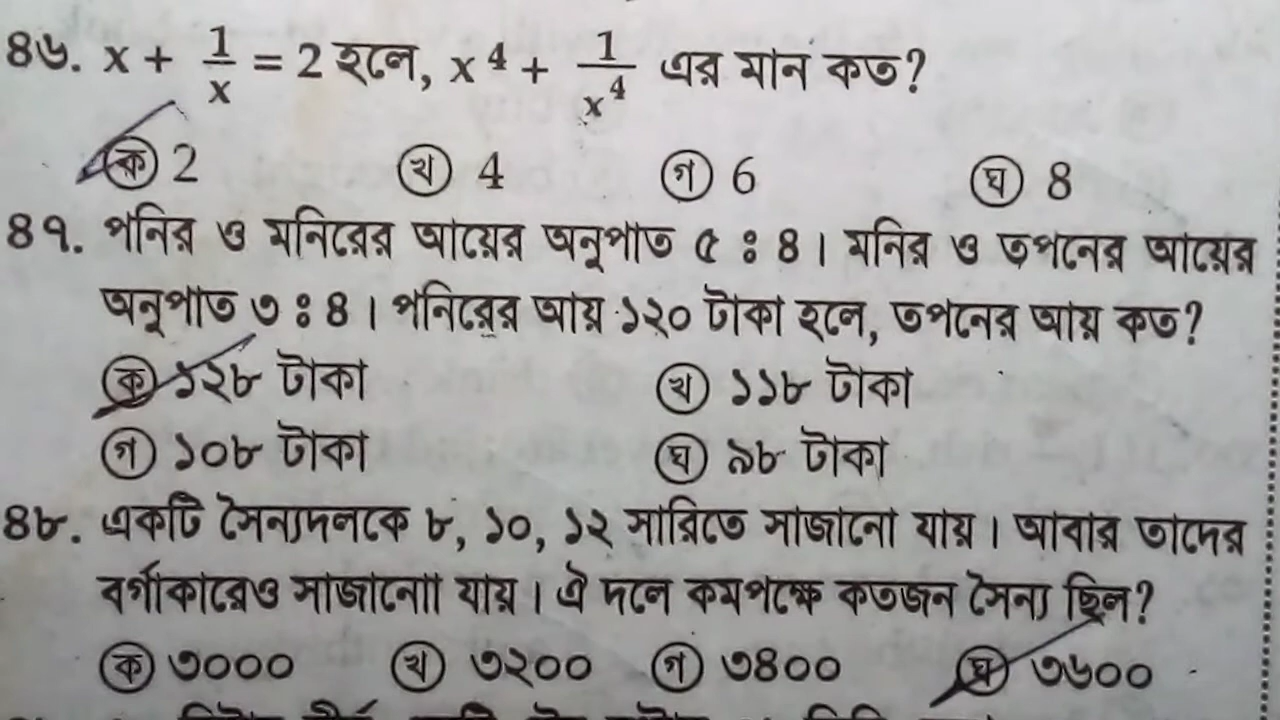 ৪৬. x + 1/x = 2 হলে, x⁴ + 1/x⁴ এর মান কত?
ক 2 খ 4 গ 6 ঘ 8
৪৭. পনির ও মনিরের আয়ের অনুপাত ৫ : ৪। মনির ও তপনের আয়ের
অনুপাত ৩ : ৪। পনিরের আয় ১২০ টাকা হলে, তপনের আয় কত?
ক ১২৮ টাকা খ ১১৮ টাকা
গ ১০৮ টাকা ঘ ৯৮ টাকা
৪৮. একটি সৈন্যদলকে ৮, ১০, ১২ সারিতে সাজানো যায়। আবার তাদের
বর্গাকারেও সাজানোা যায়। ঐ দলে কমপক্ষে কতজন সৈন্য ছিল?
ক ৩০০০ খ ৩২০০ গ ৩৪০০ ঘ ৩৬০০